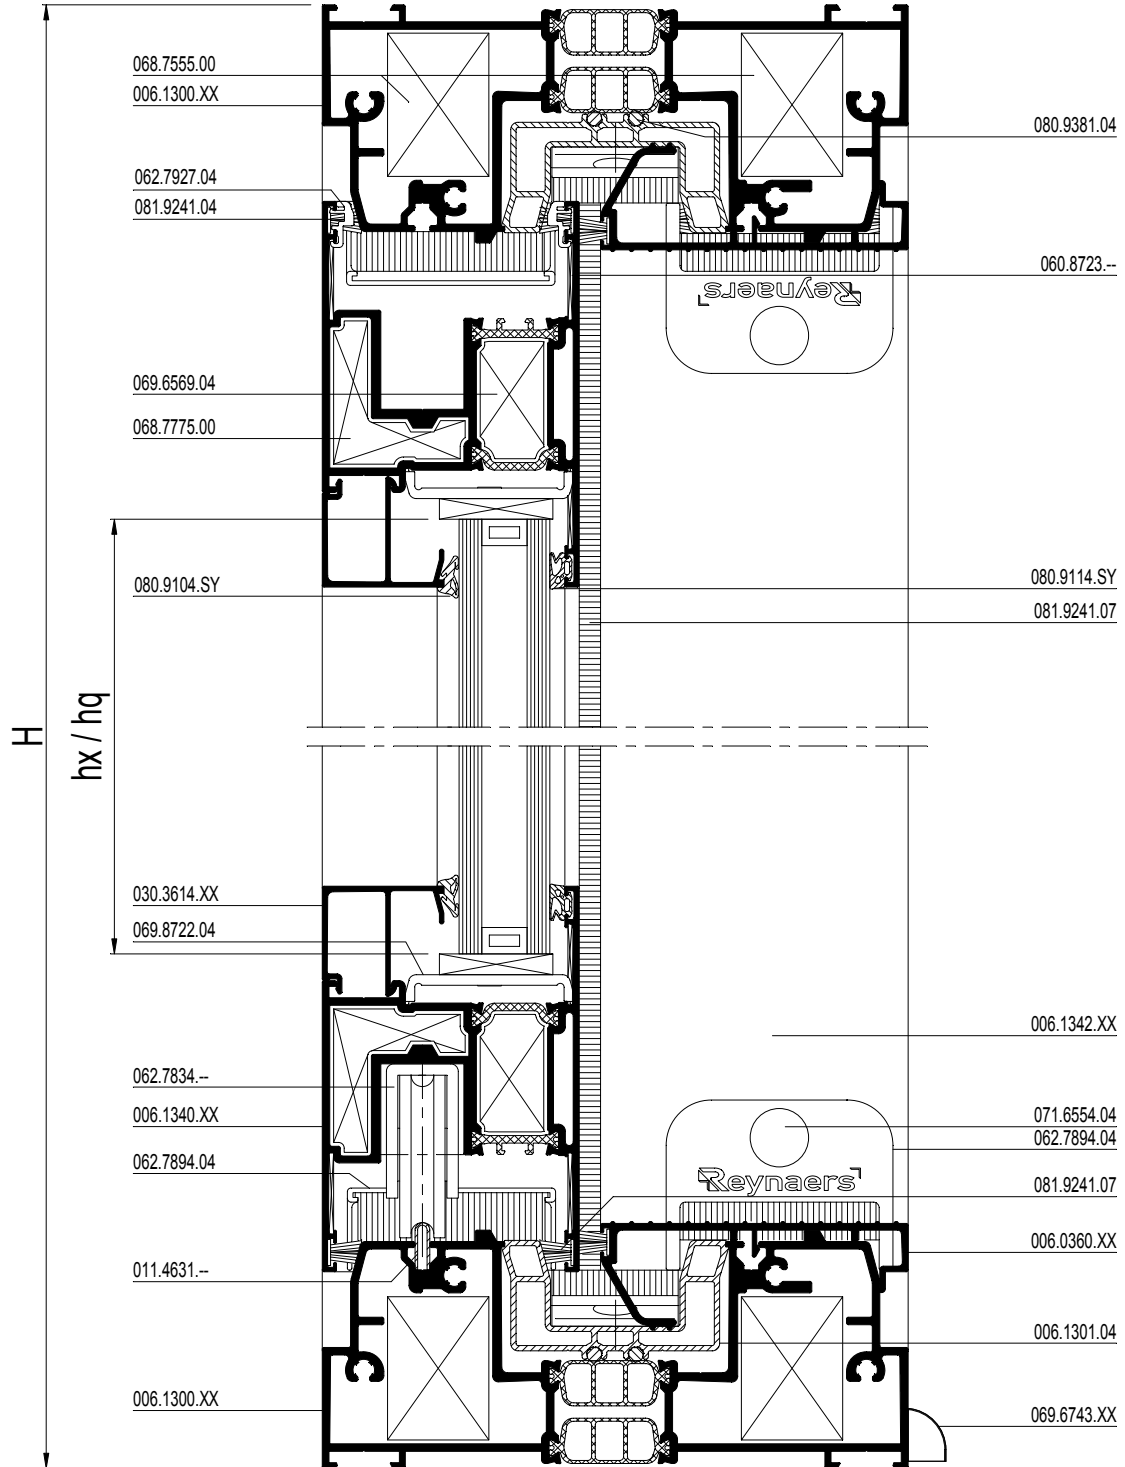 068.7555.00
006.1300.XX
080.9381.04
062.7927.04
081.9241.04
060.8723.--
Reynaers
069.6569.04
068.7775.00
080.9104.SY
080.9114.SY
081.9241.07
H
hx / hq
030.3614.XX
069.8722.04
006.1342.XX
062.7834.--
006.1340.XX
071.6554.04
062.7894.04
062.7894.04
Reynaers
081.9241.07
006.0360.XX
011.4631.--
006.1301.04
006.1300.XX
069.6743.XX